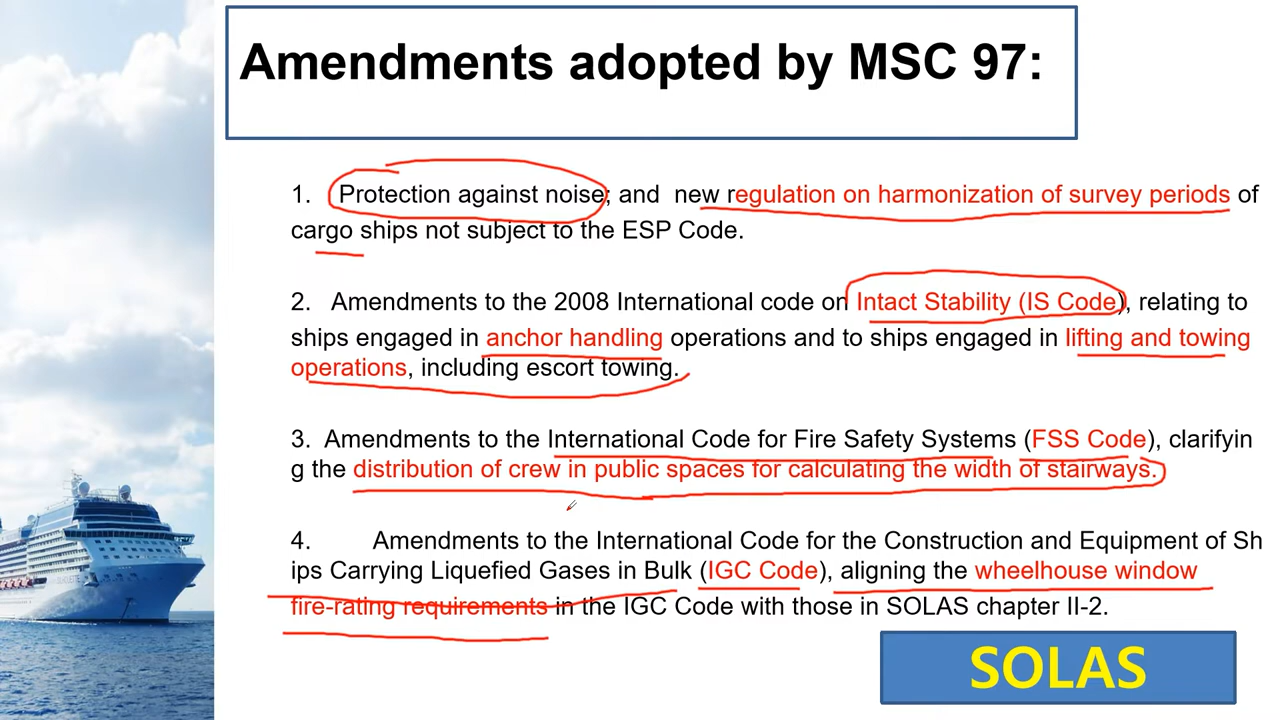 Amendments adopted by MSC 97:
1. Protection against noise; and new regulation on harmonization of survey periods of
cargo ships not subject to the ESP Code.
2. Amendments to the 2008 International code on Intact Stability (IS Code), relating to
ships engaged in anchor handling operations and to ships engaged in lifting and towing
operations, including escort towing.
3. Amendments to the International Code for Fire Safety Systems (FSS Code), clarifyin
g the distribution of crew in public spaces for calculating the width of stairways.
4. Amendments to the International Code for the Construction and Equipment of Sh
ips Carrying Liquefied Gases in Bulk (IGC Code), aligning the wheelhouse window
fire-rating requirements in the IGC Code with those in SOLAS chapter II-2.
SOLAS